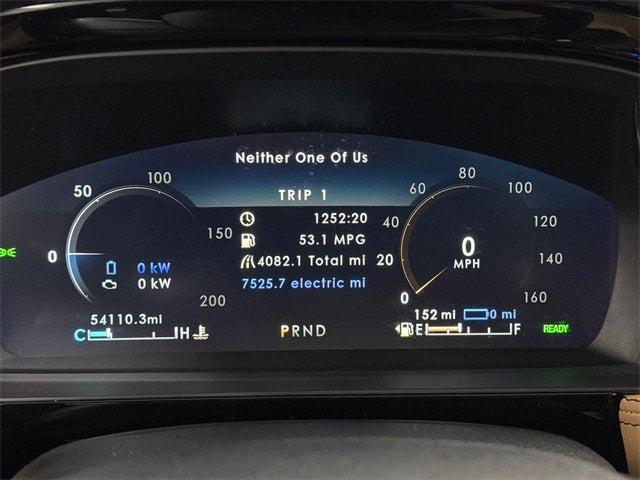 Neither One Of Us
TRIP 1
1252:20
53.1 MPG
4082.1 Total mi
7525.7 electric mi
0 50 100 150 200
0 kW
0 kW
0 20 40 60 80 100 120 140 160
0
MPH
54110.3mi
C H
PRND
152 mi 0 mi
E F
READY